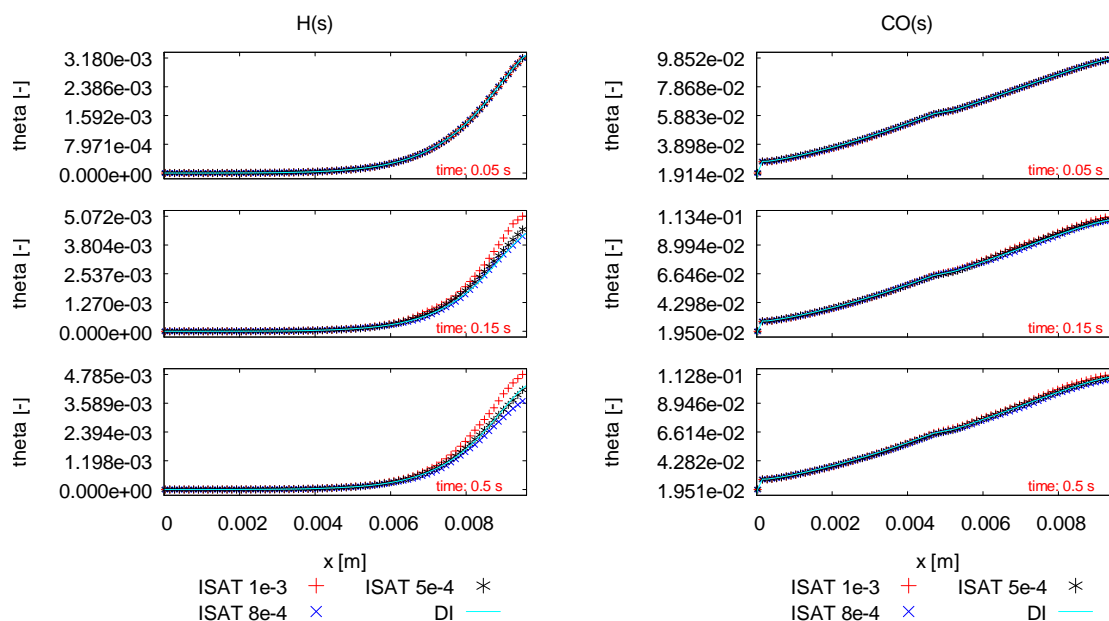 H(s)
3.180e-03
2.386e-03
1.592e-03
7.971e-04
0.000e+00
theta [-]
time; 0.05 s
5.072e-03
3.804e-03
2.537e-03
1.270e-03
0.000e+00
theta [-]
time; 0.15 s
4.785e-03
3.589e-03
2.394e-03
1.198e-03
0.000e+00
theta [-]
time; 0.5 s
0 0.002 0.004 0.006 0.008
x [m]
ISAT 1e-3 ISAT 5e-4
ISAT 8e-4 DI
CO(s)
9.852e-02
7.868e-02
5.883e-02
3.898e-02
1.914e-02
theta [-]
time; 0.05 s
1.134e-01
8.994e-02
6.646e-02
4.298e-02
1.950e-02
theta [-]
time; 0.15 s
1.128e-01
8.946e-02
6.614e-02
4.282e-02
1.951e-02
theta [-]
time; 0.5 s
0 0.002 0.004 0.006 0.008
x [m]
ISAT 1e-3 ISAT 5e-4
ISAT 8e-4 DI